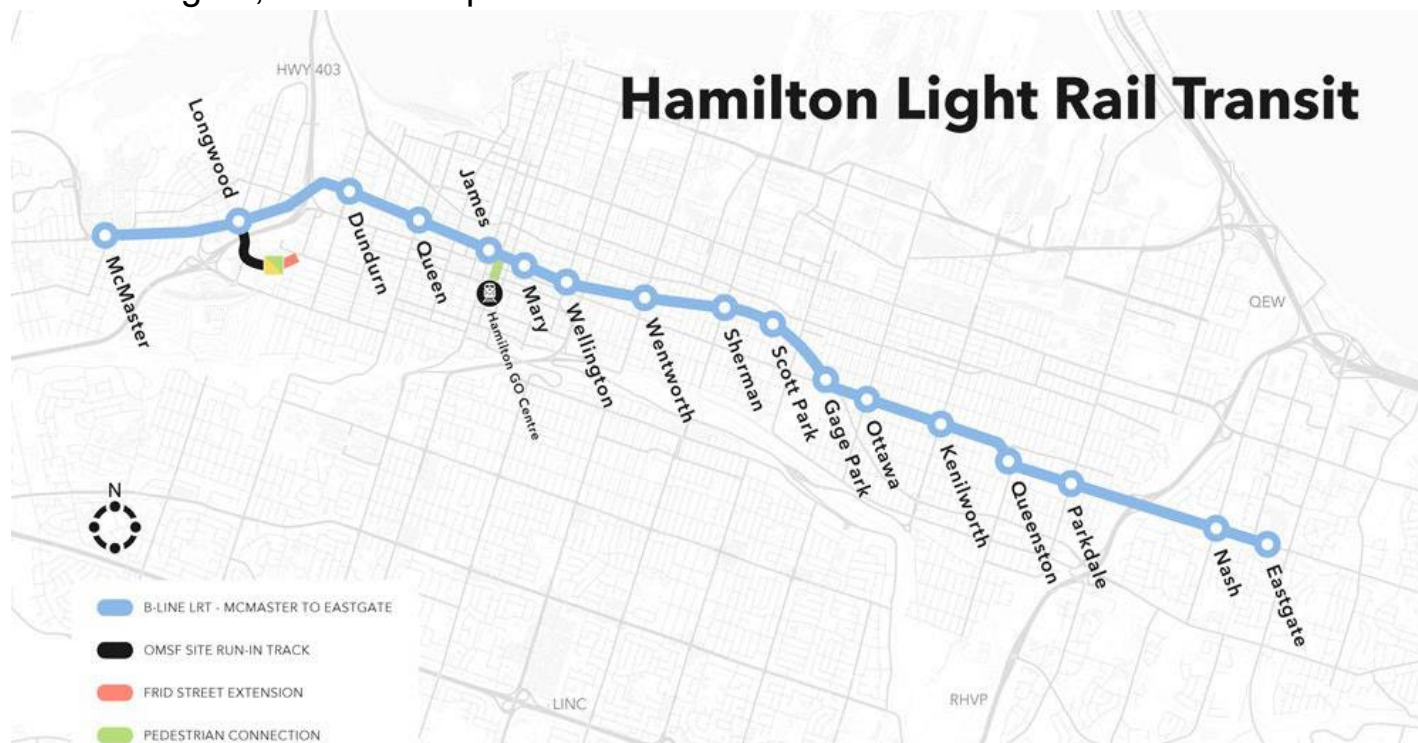 Hamilton Light Rail Transit
HWY 403
Longwood
James
McMaster
Dundurn
Queen
Mary
Wellington
Hamilton GO Centre
Wentworth
Sherman
Scott Park
Gage Park
Ottawa
Kenilworth
Queenston
Parkdale
Nash
Eastgate
QEW
N
B-LINE LRT - MCMASTER TO EASTGATE
OMSF SITE RUN-IN TRACK
FRID STREET EXTENSION
PEDESTRIAN CONNECTION
LINC
RHVP